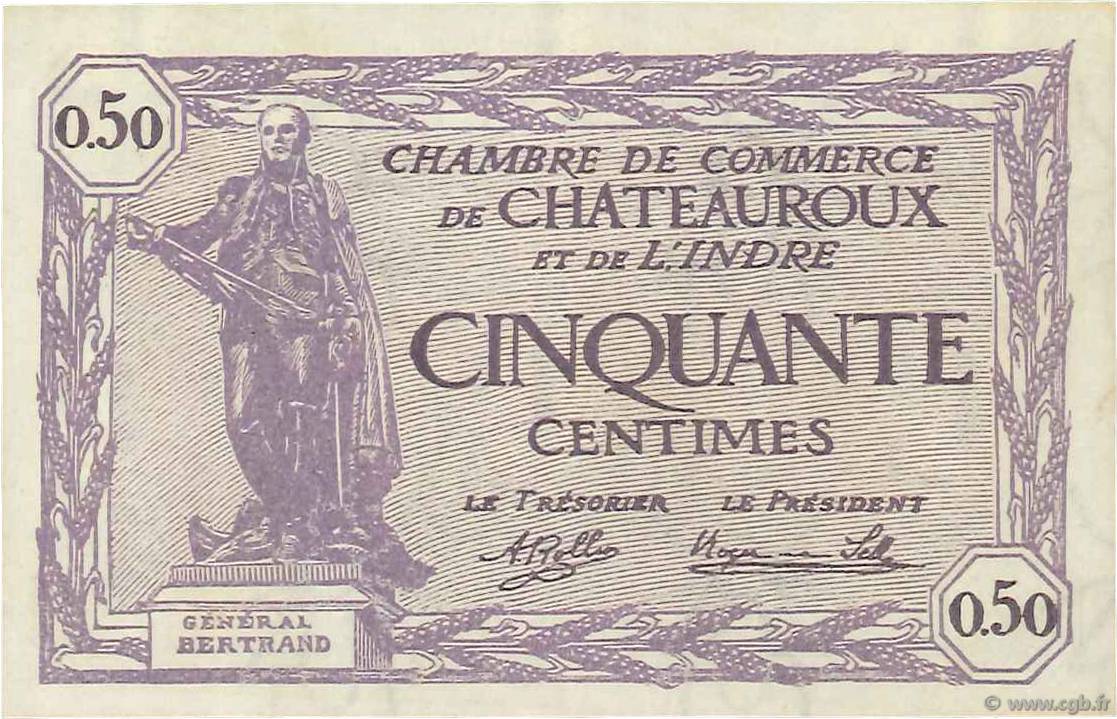 0.50
CHAMBRE DE COMMERCE
DE CHATEAUROUX
ET DE L'INDRE
CINQUANTE
CENTIMES
LE TRÉSORIER LE PRÉSIDENT
GÉNÉRAL
BERTRAND
0.50
© www.cgb.fr